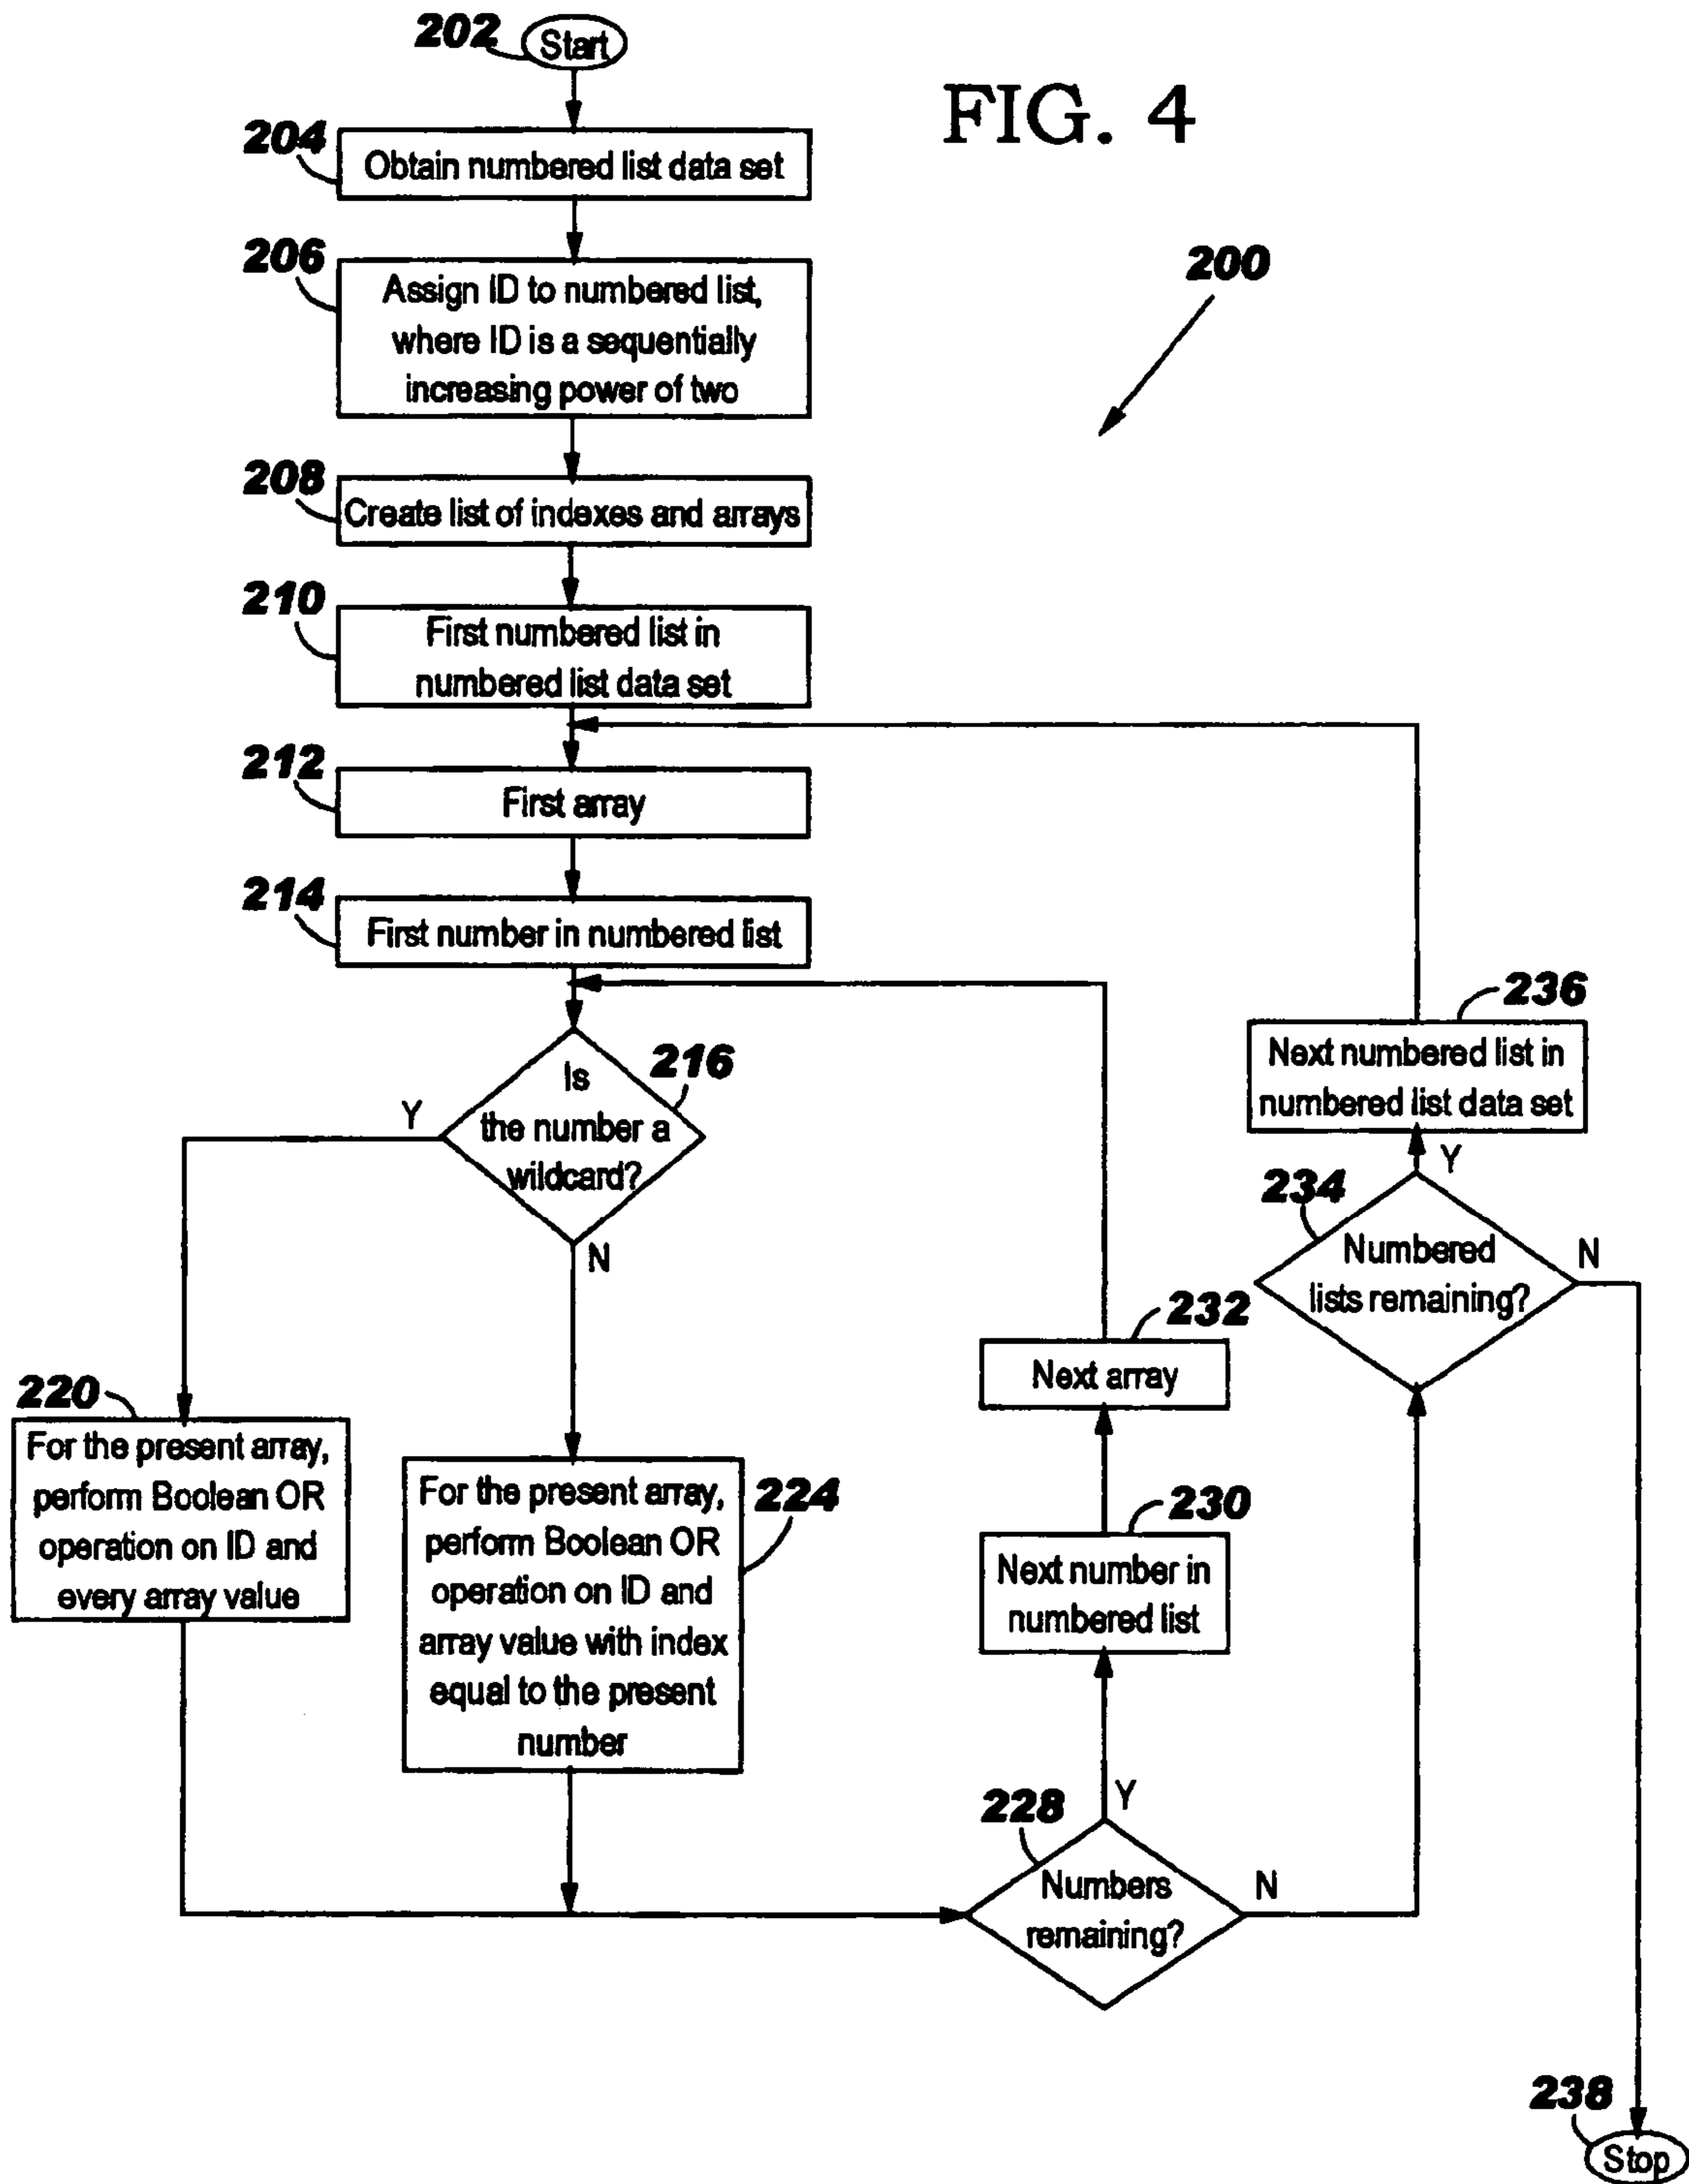 202
Start
FIG. 4
204
Obtain numbered list data set
206
Assign ID to numbered list,
where ID is a sequentially
increasing power of two
200
208
Create list of indexes and arrays
210
First numbered list in
numbered list data set
212
First array
214
First number in numbered list
216
Is
the number a
wildcard?
Y
N
236
Next numbered list in
numbered list data set
Y
234
Numbered
lists remaining?
N
232
Next array
220
For the present array,
perform Boolean OR
operation on ID and
every array value
224
For the present array,
perform Boolean OR
operation on ID and
array value with index
equal to the present
number
230
Next number in
numbered list
Y
228
Numbers
remaining?
N
238
Stop